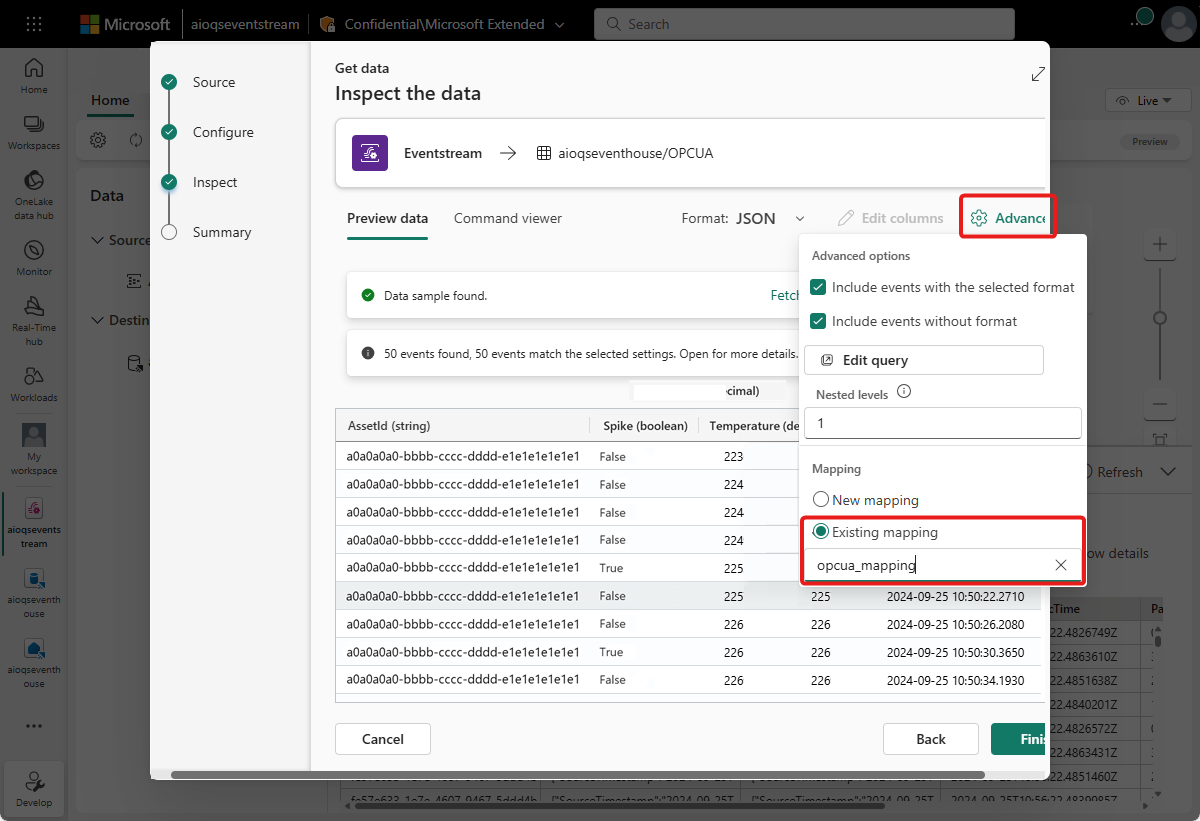 Microsoft
aioqseventstream
Confidential\Microsoft Extended
Search
Home
Workspaces
OneLake
data hub
Monitor
Real-Time
hub
Workloads
My
workspace
aioqsevents
tream
aioqseventh
ouse
aioqseventh
ouse
Develop
Home
Live
Preview
Data
Source
Destin
Refresh
ow details
Source
Configure
Inspect
Summary
Get data
Inspect the data
Eventstream
aioqseventhouse/OPCUA
Preview data
Command viewer
Format: JSON
Edit columns
Advance
Data sample found.
Fetch
50 events found, 50 events match the selected settings. Open for more details.
cimal)
AssetId (string) Spike (boolean) Temperature (de
a0a0a0a0-bbbb-cccc-dddd-e1e1e1e1e1e1 False 223
a0a0a0a0-bbbb-cccc-dddd-e1e1e1e1e1e1 False 224
a0a0a0a0-bbbb-cccc-dddd-e1e1e1e1e1e1 False 224
a0a0a0a0-bbbb-cccc-dddd-e1e1e1e1e1e1 False 224
a0a0a0a0-bbbb-cccc-dddd-e1e1e1e1e1e1 True 225
a0a0a0a0-bbbb-cccc-dddd-e1e1e1e1e1e1 False 225 225 2024-09-25 10:50:22.2710
a0a0a0a0-bbbb-cccc-dddd-e1e1e1e1e1e1 False 226 226 2024-09-25 10:50:26.2080
a0a0a0a0-bbbb-cccc-dddd-e1e1e1e1e1e1 True 226 226 2024-09-25 10:50:30.3650
a0a0a0a0-bbbb-cccc-dddd-e1e1e1e1e1e1 False 226 226 2024-09-25 10:50:34.1930
Advanced options
Include events with the selected format
Include events without format
Edit query
Nested levels
1
Mapping
New mapping
Existing mapping
opcua_mapping
Cancel
Back
Finis
cTime Pa
22.4826749Z
22.4863610Z
22.4851638Z
22.4840201Z
22.4826572Z
22.4863431Z
22.4851460Z